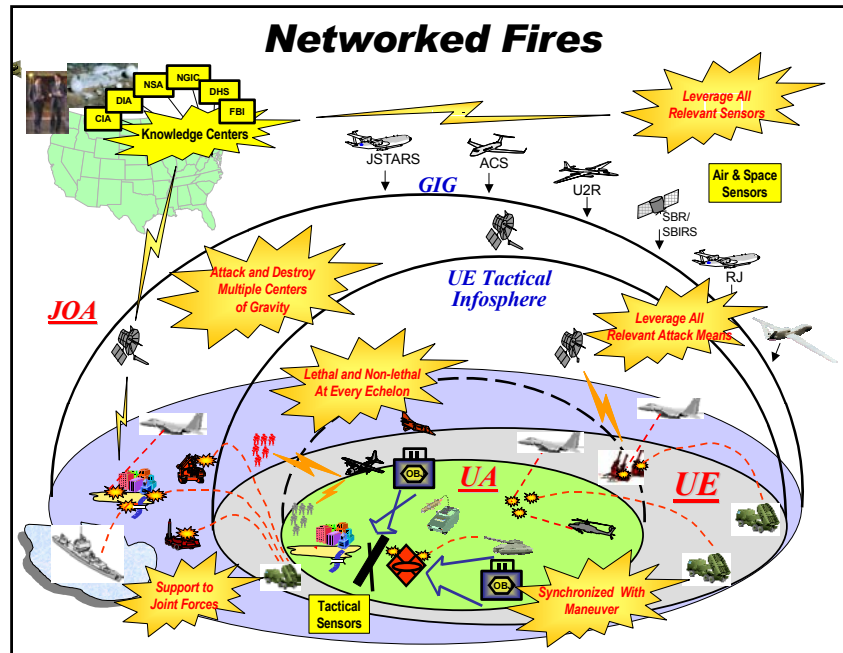 Networked Fires
NGIC
NSA
DHS
DIA
FBI
CIA
Knowledge Centers
Leverage All
Relevant Sensors
JSTARS
ACS
GIG
U2R
Air & Space
Sensors
SBR/
SBIRS
RJ
UE Tactical
Infosphere
Attack and Destroy
Multiple Centers
of Gravity
JOA
Leverage All
Relevant Attack Means
Lethal and Non-lethal
At Every Echelon
OBJ
UA
UE
OBJ
Support to
Joint Forces
Tactical
Sensors
Synchronized With
Maneuver